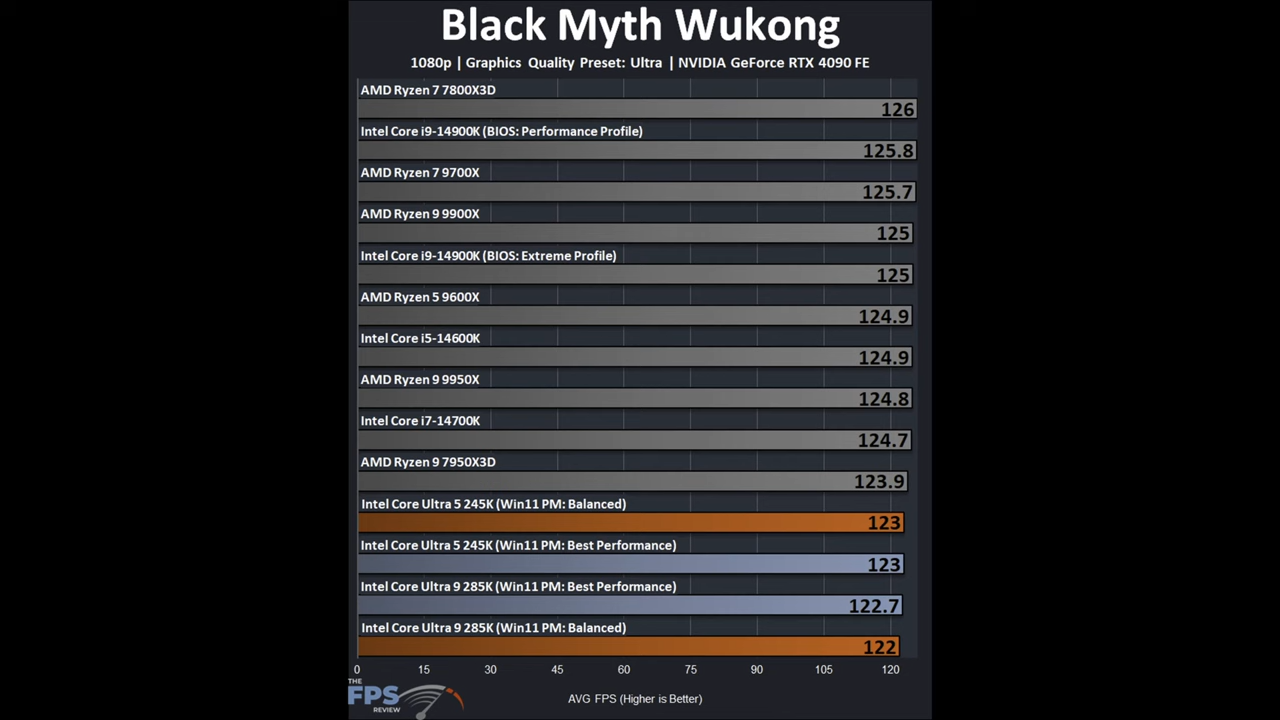 Black Myth Wukong
1080p | Graphics Quality Preset: Ultra | NVIDIA GeForce RTX 4090 FE
AMD Ryzen 7 7800X3D
126
Intel Core i9-14900K (BIOS: Performance Profile)
125.8
AMD Ryzen 7 9700X
125.7
AMD Ryzen 9 9900X
125
Intel Core i9-14900K (BIOS: Extreme Profile)
125
AMD Ryzen 5 9600X
124.9
Intel Core i5-14600K
124.9
AMD Ryzen 9 9950X
124.8
Intel Core i7-14700K
124.7
AMD Ryzen 9 7950X3D
123.9
Intel Core Ultra 5 245K (Win11 PM: Balanced)
123
Intel Core Ultra 5 245K (Win11 PM: Best Performance)
123
Intel Core Ultra 9 285K (Win11 PM: Best Performance)
122.7
Intel Core Ultra 9 285K (Win11 PM: Balanced)
122
0 15 30 45 60 75 90 105 120
AVG FPS (Higher is Better)
THE
FPS
REVIEW